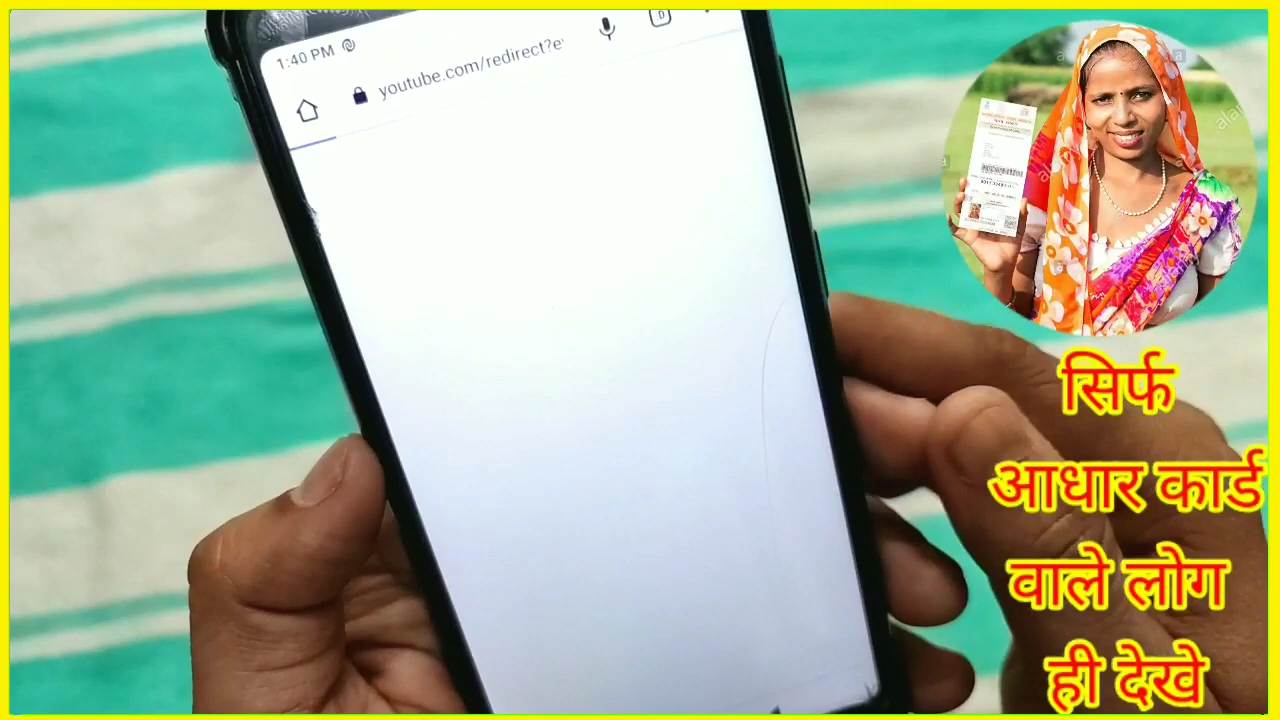 1:40 PM
youtube.com/redirect?e
सिर्फ
आधार कार्ड
वाले लोग
ही देखे